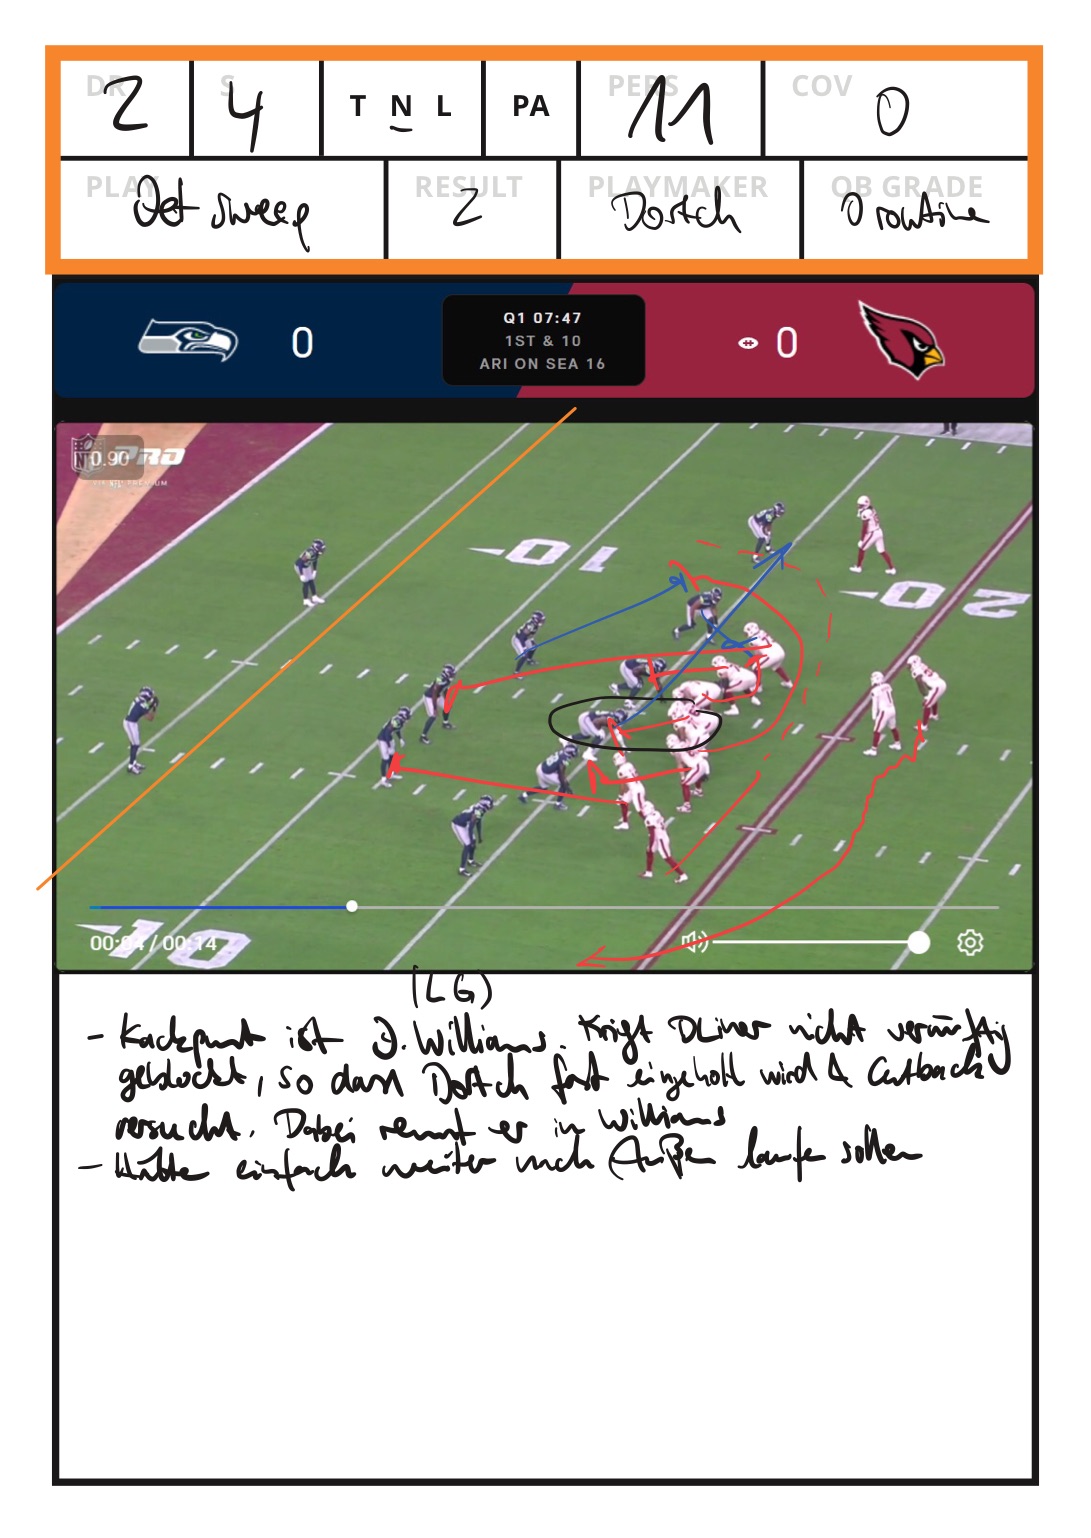 DR 2 S 4 T N L PA PERS 11 COV 0
PLAY Jet sweep RESULT 2 PLAYMAKER Dortch QB GRADE 0 routine
0 Q1 07:47 0
1ST & 10
ARI ON SEA 16
NFL PRO
0.90
10
20
10
00:04 / 00:14
(LG)
- Knackpunkt ist J. Williams. Kriegt DLiner nicht vernünftig
geblockt, so dass Dortch fast eingeholt wird & Cutback
versucht. Dabei rennt er in Williams
- Hätte einfach weiter nach Außen laufen sollen